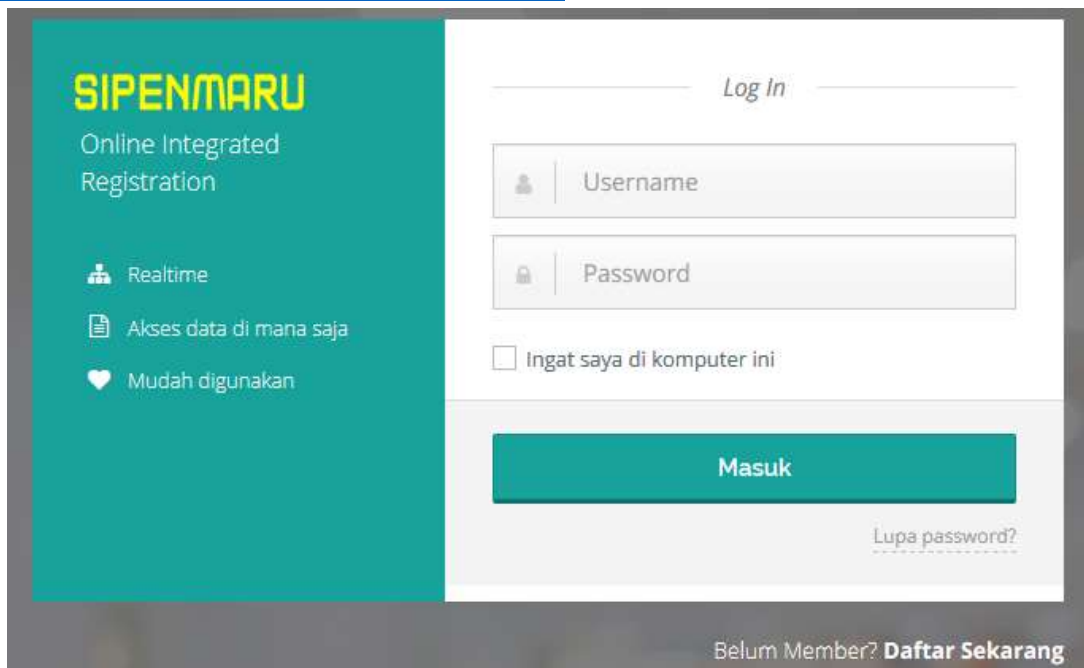 SIPENMARU
Online Integrated
Registration
Realtime
Akses data di mana saja
Mudah digunakan
Log In
Username
Password
Ingat saya di komputer ini
Masuk
Lupa password?
Belum Member? Daftar Sekarang